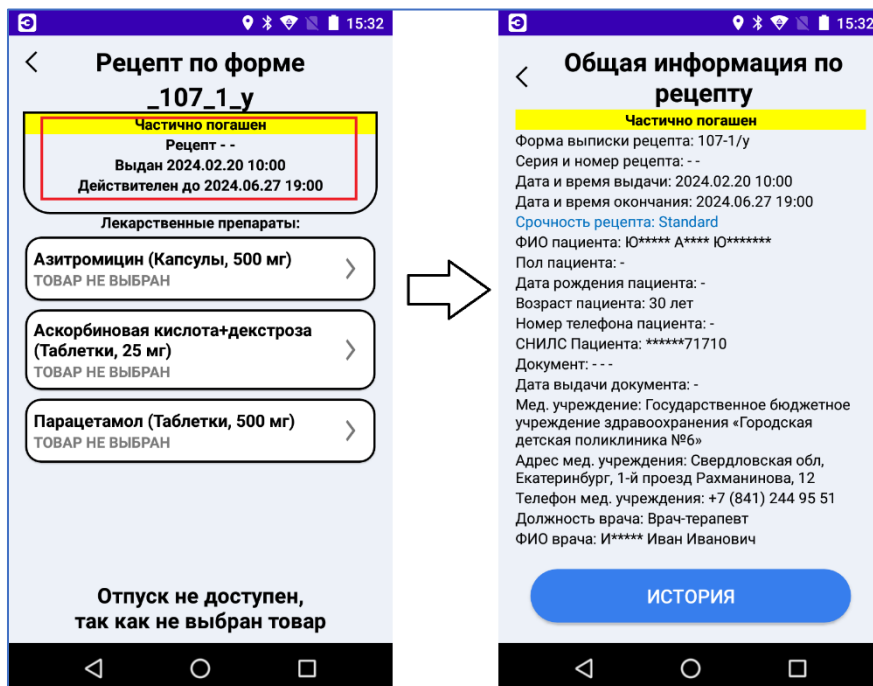 15:32
Рецепт по форме
_107_1_у
Частично погашен
Рецепт - -
Выдан 2024.02.20 10:00
Действителен до 2024.06.27 19:00
Лекарственные препараты:
Азитромицин (Капсулы, 500 мг)
ТОВАР НЕ ВЫБРАН
Аскорбиновая кислота+декстроза
(Таблетки, 25 мг)
ТОВАР НЕ ВЫБРАН
Парацетамол (Таблетки, 500 мг)
ТОВАР НЕ ВЫБРАН
Отпуск не доступен,
так как не выбран товар
15:32
Общая информация по
рецепту
Частично погашен
Форма выписки рецепта: 107-1/у
Серия и номер рецепта: - -
Дата и время выдачи: 2024.02.20 10:00
Дата и время окончания: 2024.06.27 19:00
Срочность рецепта: Standard
ФИО пациента: Ю***** А**** Ю*******
Пол пациента: -
Дата рождения пациента: -
Возраст пациента: 30 лет
Номер телефона пациента: -
СНИЛС Пациента: ******71710
Документ: - - -
Дата выдачи документа: -
Мед. учреждение: Государственное бюджетное
учреждение здравоохранения «Городская
детская поликлиника №6»
Адрес мед. учреждения: Свердловская обл,
Екатеринбург, 1-й проезд Рахманинова, 12
Телефон мед. учреждения: +7 (841) 244 95 51
Должность врача: Врач-терапевт
ФИО врача: И***** Иван Иванович
ИСТОРИЯ